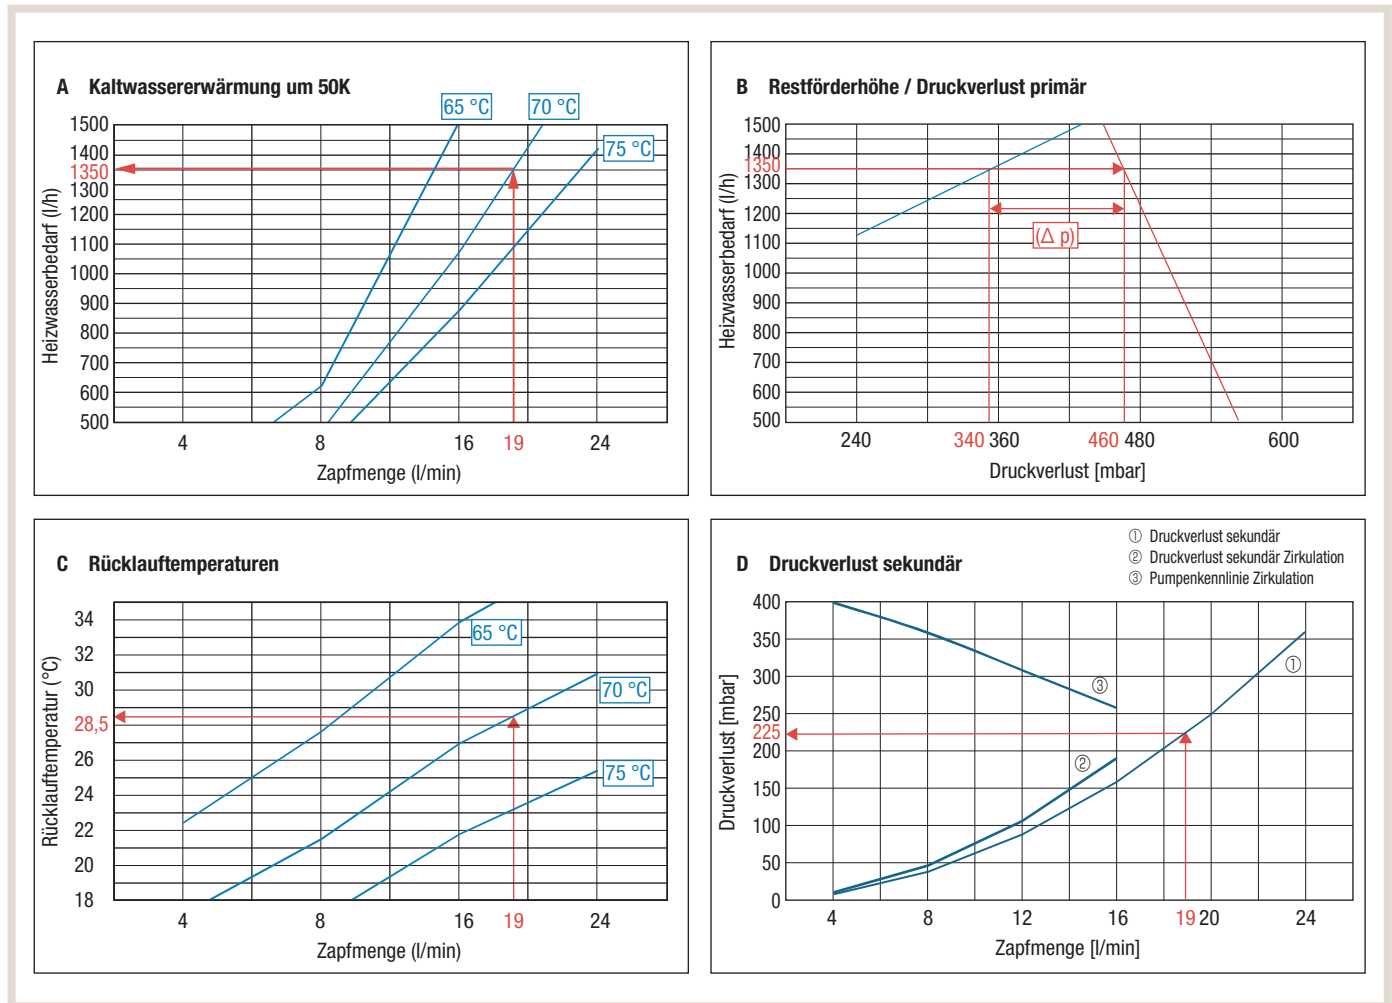 A Kaltwassererwärmung um 50K
65 °C
70 °C
75 °C
1500
1400
1350
1300
1200
1100
1000
900
800
700
600
500
Heizwasserbedarf (l/h)
4 8 16 19 24
Zapfmenge (l/min)
B Restförderhöhe / Druckverlust primär
1500
1400
1350
1300
1200
1100
1000
900
800
700
600
500
Heizwasserbedarf (l/h)
(Δ p)
240 340 360 460 480 600
Druckverlust [mbar]
C Rücklauftemperaturen
34
32
30
28,5
26
24
22
20
18
Rücklauftemperatur (°C)
65 °C
70 °C
75 °C
4 8 16 19 24
Zapfmenge (l/min)
D Druckverlust sekundär
① Druckverlust sekundär
② Druckverlust sekundär Zirkulation
③ Pumpenkennlinie Zirkulation
400
350
300
250
225
200
150
100
50
0
Druckverlust [mbar]
①
③
②
4 8 12 16 19 20 24
Zapfmenge [l/min]